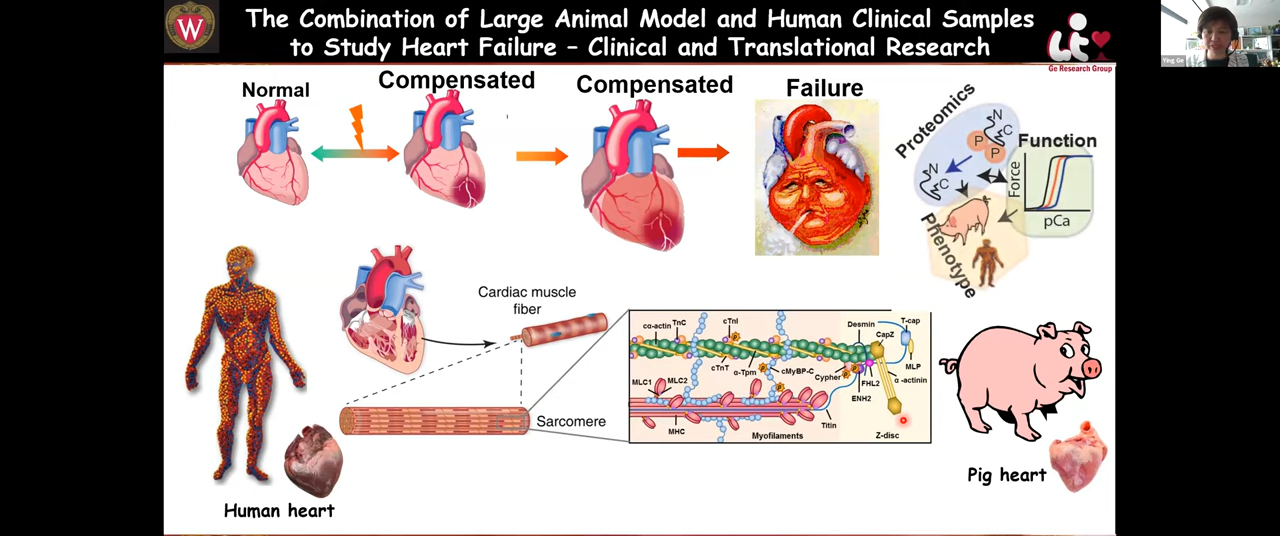 The Combination of Large Animal Model and Human Clinical Samples
to Study Heart Failure – Clinical and Translational Research
W
Ge Research Group
Ying Ge
Normal
Compensated
Compensated
Failure
Proteomics
N
C
P
P
N
C
Function
Force
pCa
Phenotype
Cardiac muscle
fiber
Sarcomere
cα-actin
TnC
cTnI
P
cTnT
α-Tpm
cMyBP-C
Desmin
CapZ
T-cap
MLP
Cypher
FHL2
α -actinin
ENH2
MLC1
MLC2
MHC
Titin
Myofilaments
Z-disc
Human heart
Pig heart